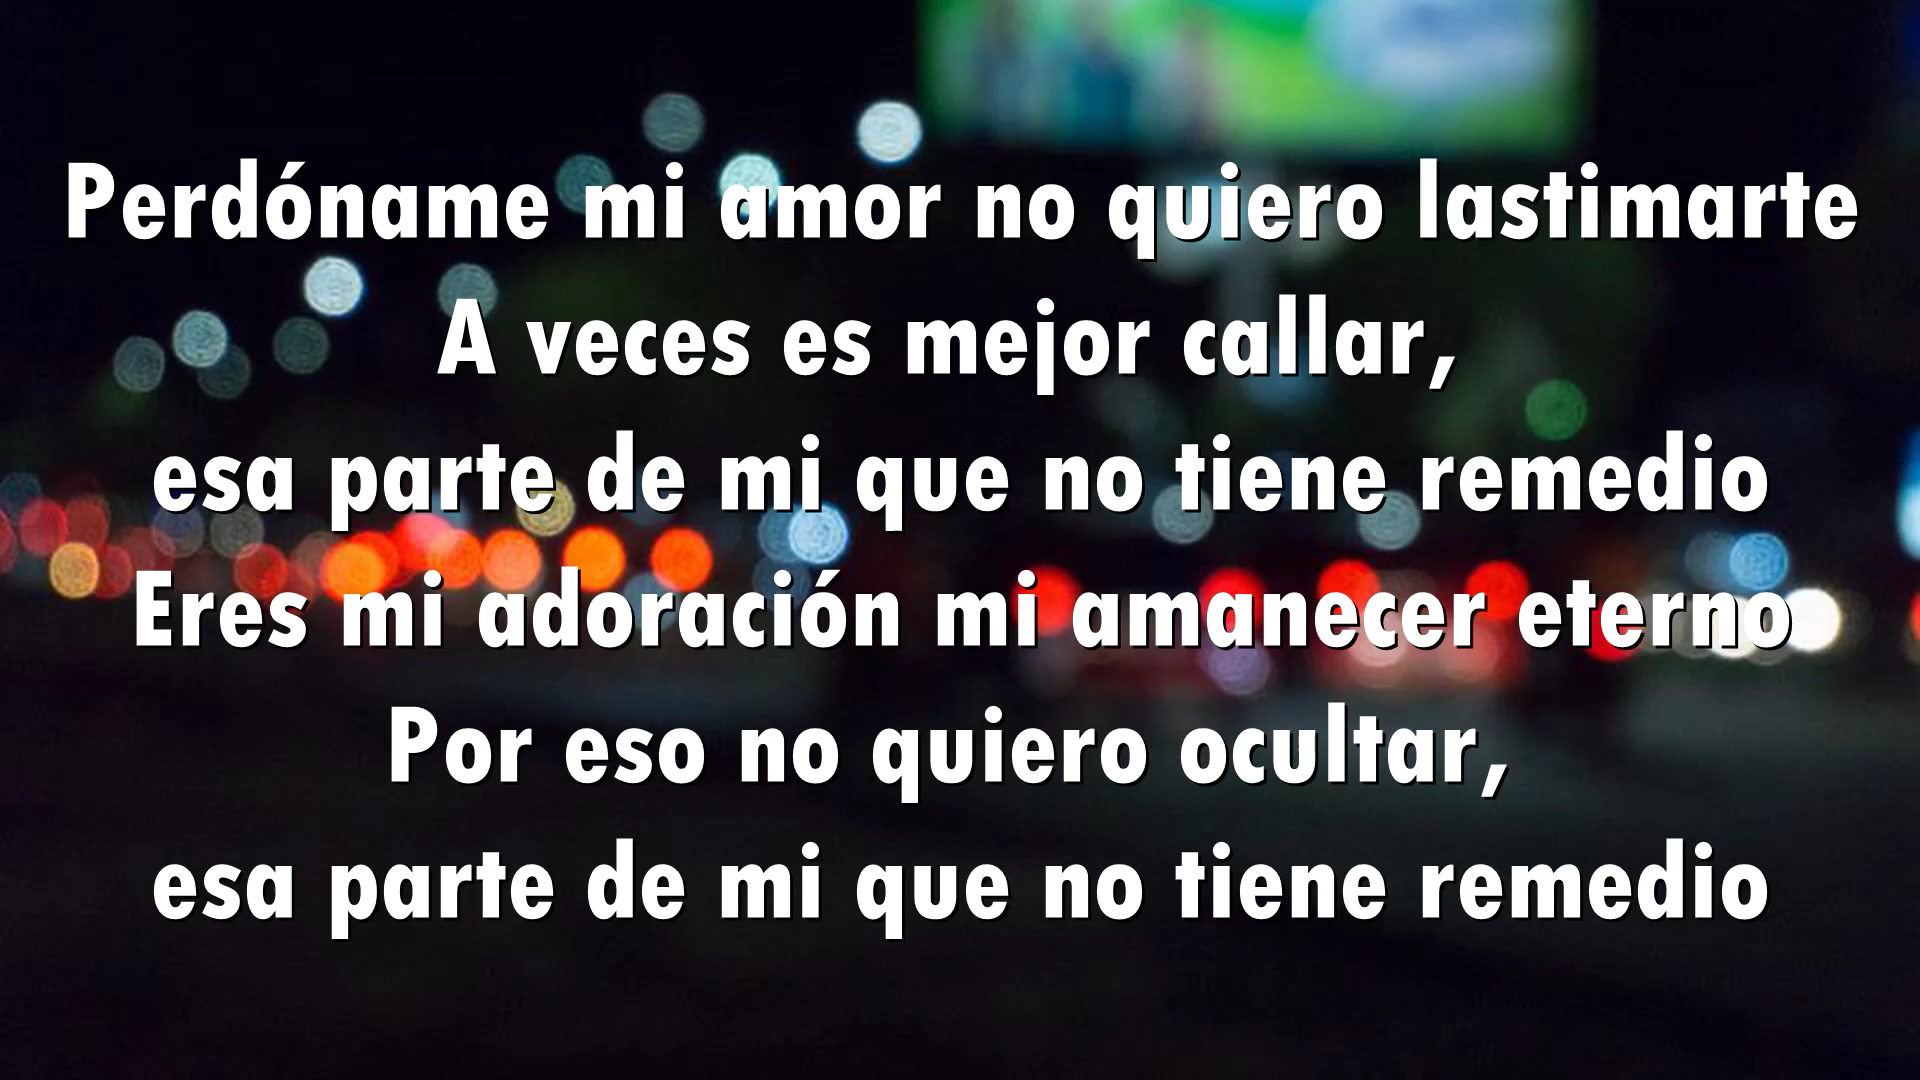 Perdóname mi amor no quiero lastimarte
A veces es mejor callar,
esa parte de mi que no tiene remedio
Eres mi adoración mi amanecer eterno
Por eso no quiero ocultar,
esa parte de mi que no tiene remedio